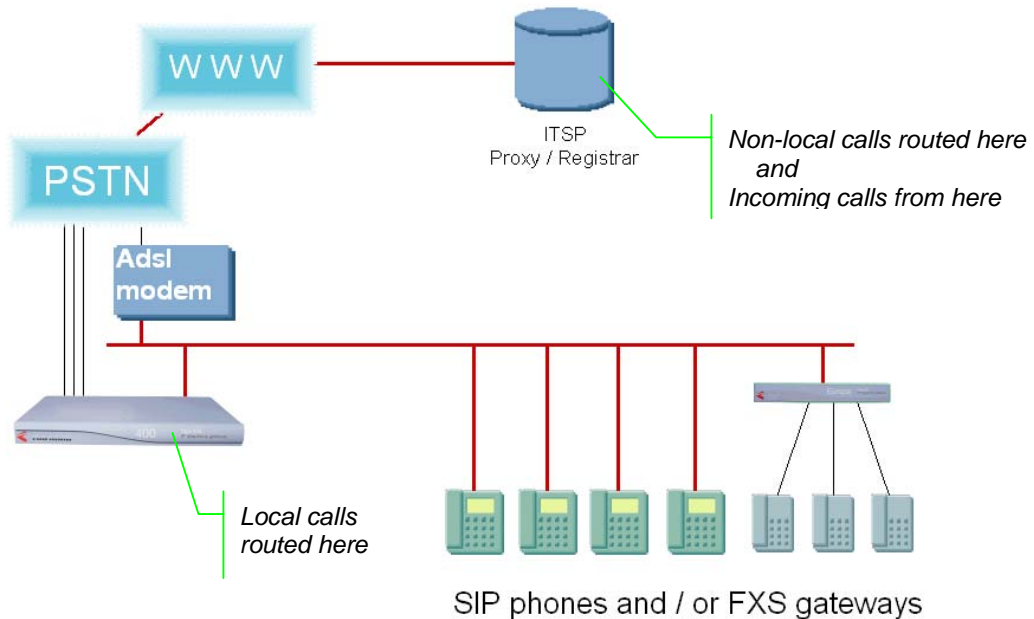 WWW
ITSP
Proxy / Registrar
Non-local calls routed here
and
Incoming calls from here
PSTN
Adsl
modem
400
Local calls
routed here
SIP phones and / or FXS gateways